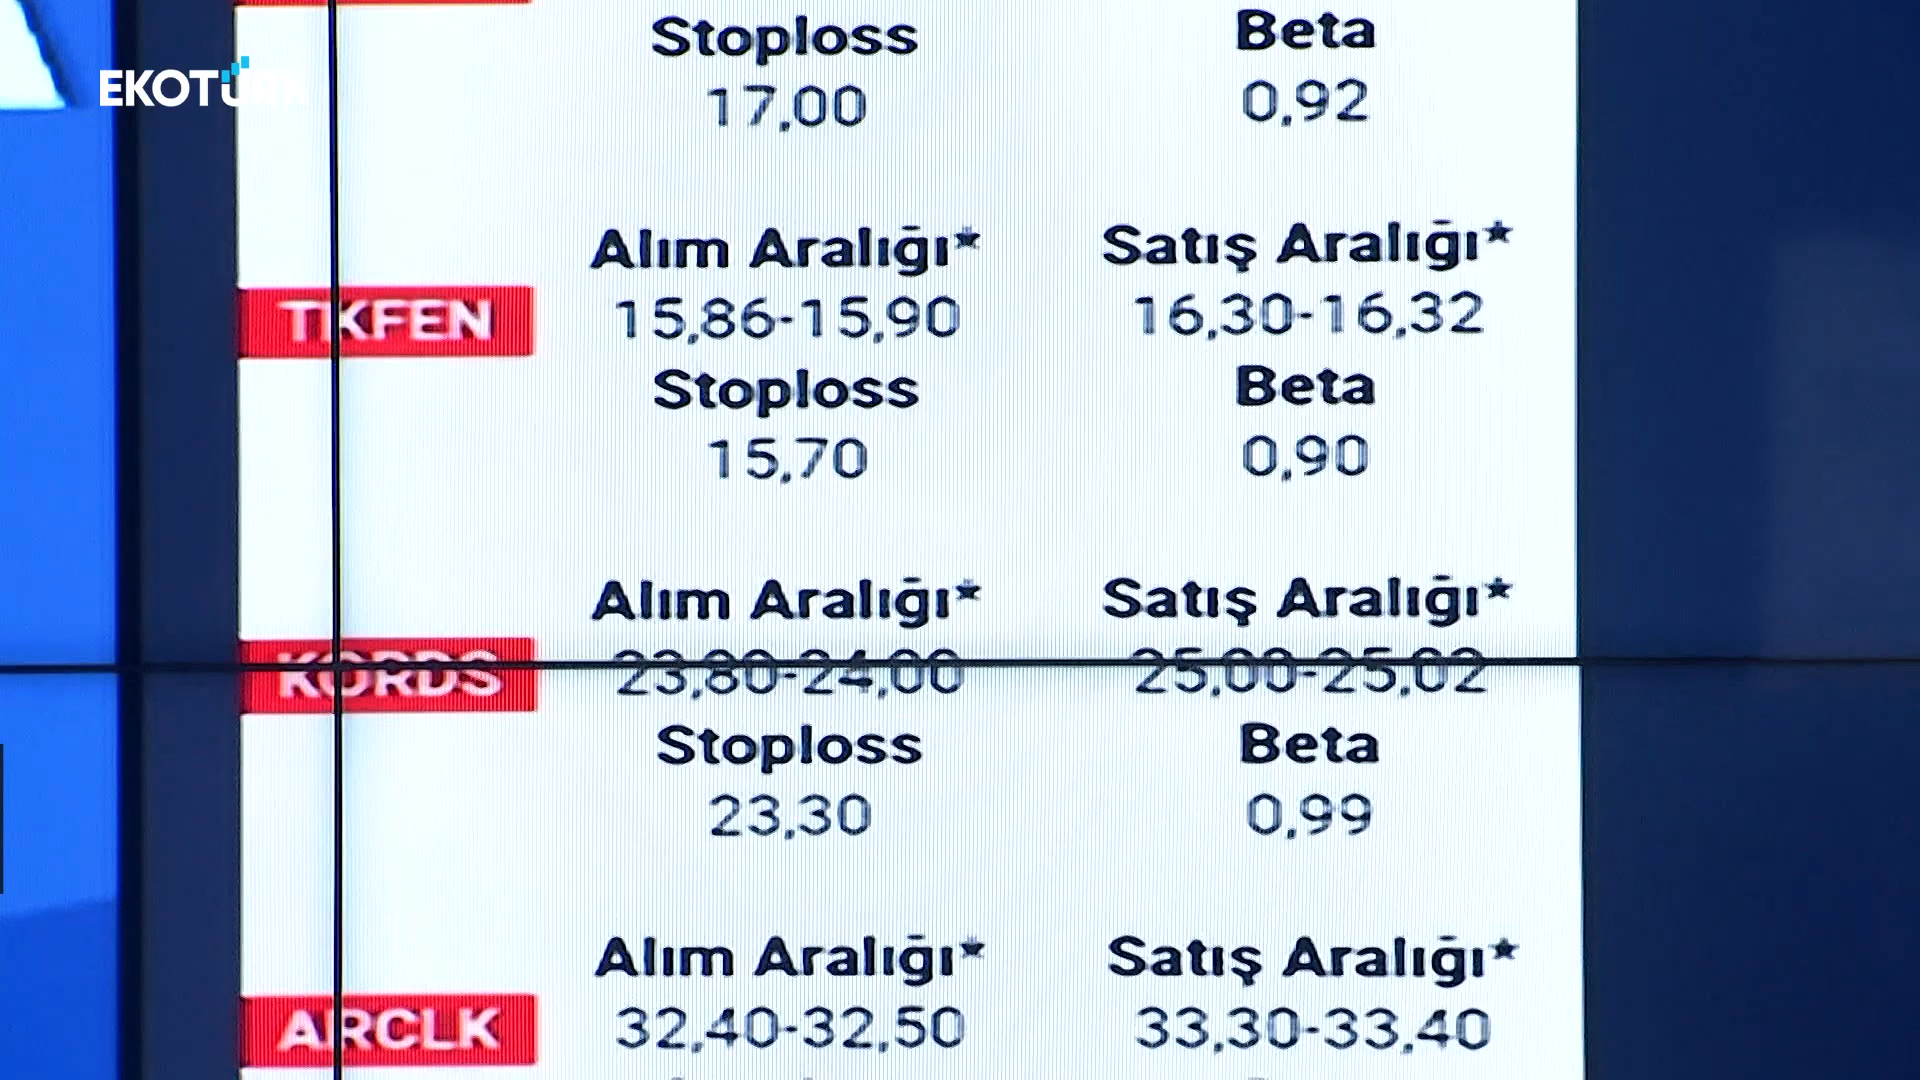 EKOTÜRK
Stoploss Beta
17,00 0,92
Alım Aralığı* Satış Aralığı*
TKFEN 15,86-15,90 16,30-16,32
Stoploss Beta
15,70 0,90
Alım Aralığı* Satış Aralığı*
KORDS 23,80-24,00 25,00-25,02
Stoploss Beta
23,30 0,99
Alım Aralığı* Satış Aralığı*
ARCLK 32,40-32,50 33,30-33,40